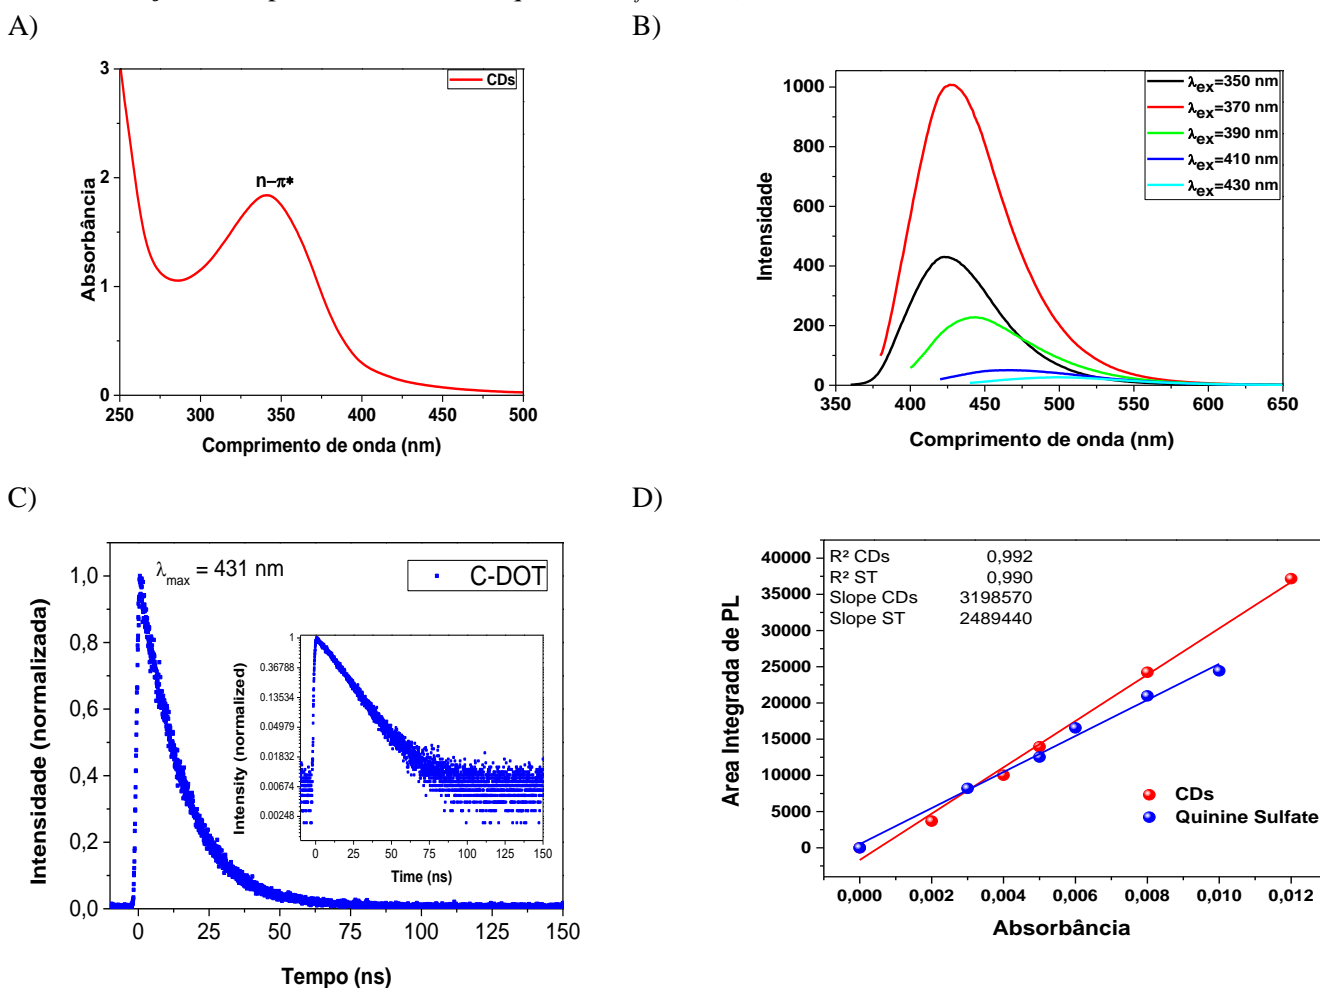 A)
B)
3
2
1
0
250
300
350
400
450
500
Absorbância
Comprimento de onda (nm)
CDs
n–π*
1000
800
600
400
200
0
350
400
450
500
550
600
650
Intensidade
Comprimento de onda (nm)
λex=350 nm
λex=370 nm
λex=390 nm
λex=410 nm
λex=430 nm
C)
D)
1,0
0,8
0,6
0,4
0,2
0,0
0
25
50
75
100
125
150
Intensidade (normalizada)
Tempo (ns)
λmax = 431 nm
C-DOT
1
0.36788
0.13534
0.04979
0.01832
0.00674
0.00248
0
25
50
75
100
125
150
Intensity (normalized)
Time (ns)
40000
35000
30000
25000
20000
15000
10000
5000
0
0,000
0,002
0,004
0,006
0,008
0,010
0,012
Area Integrada de PL
Absorbância
R² CDs 0,992
R² ST 0,990
Slope CDs 3198570
Slope ST 2489440
CDs
Quinine Sulfate